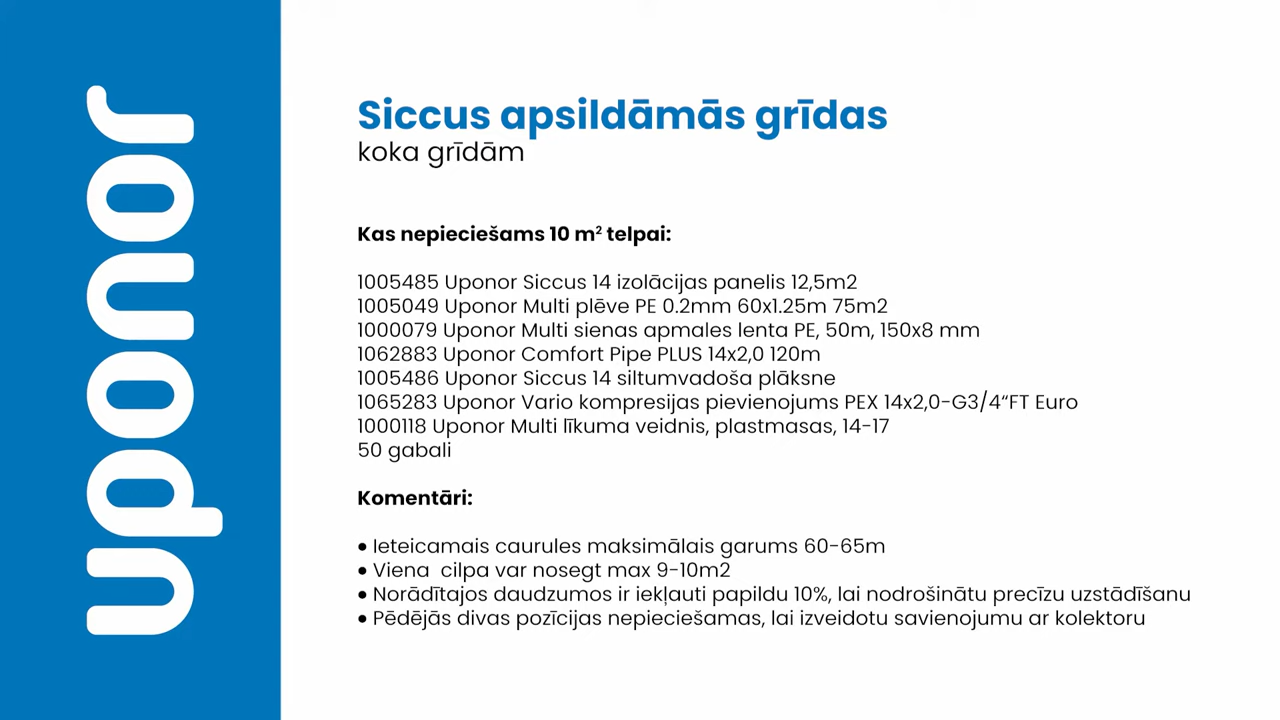 uponor
Siccus apsildāmās grīdas
koka grīdām
Kas nepieciešams 10 m² telpai:
1005485 Uponor Siccus 14 izolācijas panelis 12,5m2
1005049 Uponor Multi plēve PE 0.2mm 60x1.25m 75m2
1000079 Uponor Multi sienas apmales lenta PE, 50m, 150x8 mm
1062883 Uponor Comfort Pipe PLUS 14x2,0 120m
1005486 Uponor Siccus 14 siltumvadoša plāksne
1065283 Uponor Vario kompresijas pievienojums PEX 14x2,0-G3/4“FT Euro
1000118 Uponor Multi līkuma veidnis, plastmasas, 14-17
50 gabali
Komentāri:
• Ieteicamais caurules maksimālais garums 60-65m
• Viena  cilpa var nosegt max 9-10m2
• Norādītajos daudzumos ir iekļauti papildu 10%, lai nodrošinātu precīzu uzstādīšanu
• Pēdējās divas pozīcijas nepieciešamas, lai izveidotu savienojumu ar kolektoru